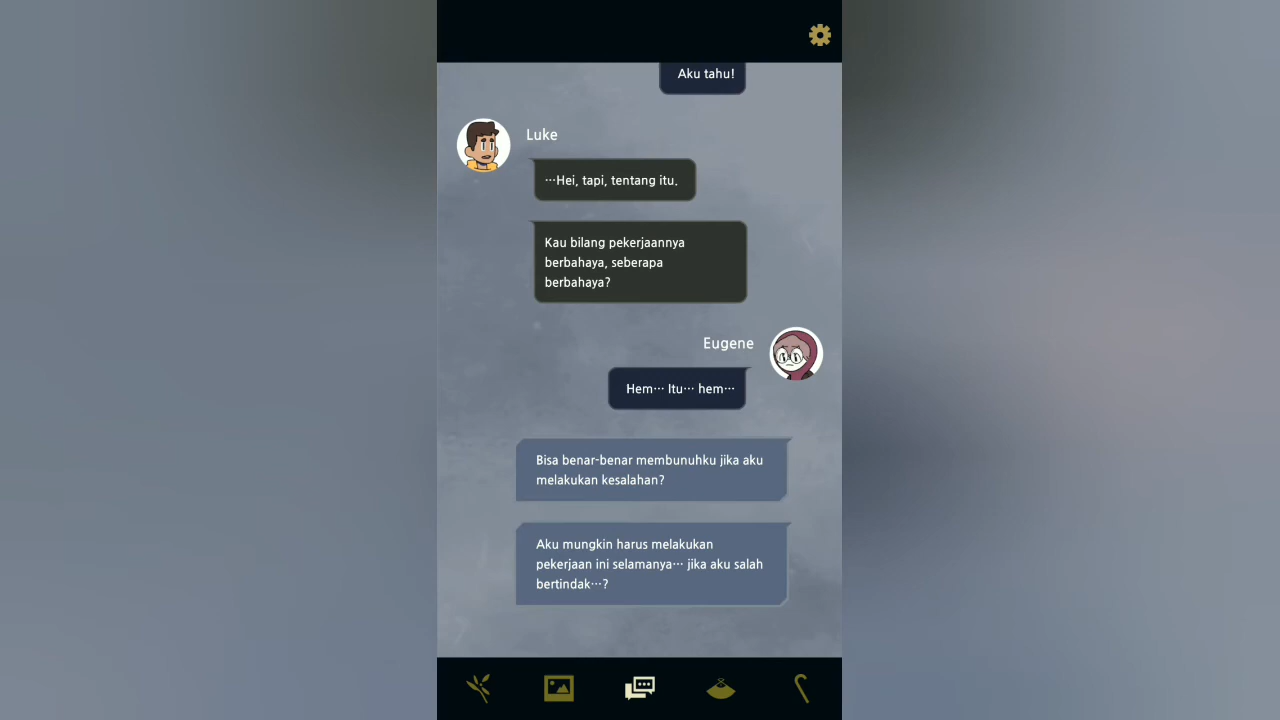 Aku tahu!
Luke
···Hei, tapi, tentang itu.
Kau bilang pekerjaannya
berbahaya, seberapa
berbahaya?
Eugene
Hem··· Itu··· hem···
Bisa benar-benar membunuhku jika aku
melakukan kesalahan?
Aku mungkin harus melakukan
pekerjaan ini selamanya··· jika aku salah
bertindak···?